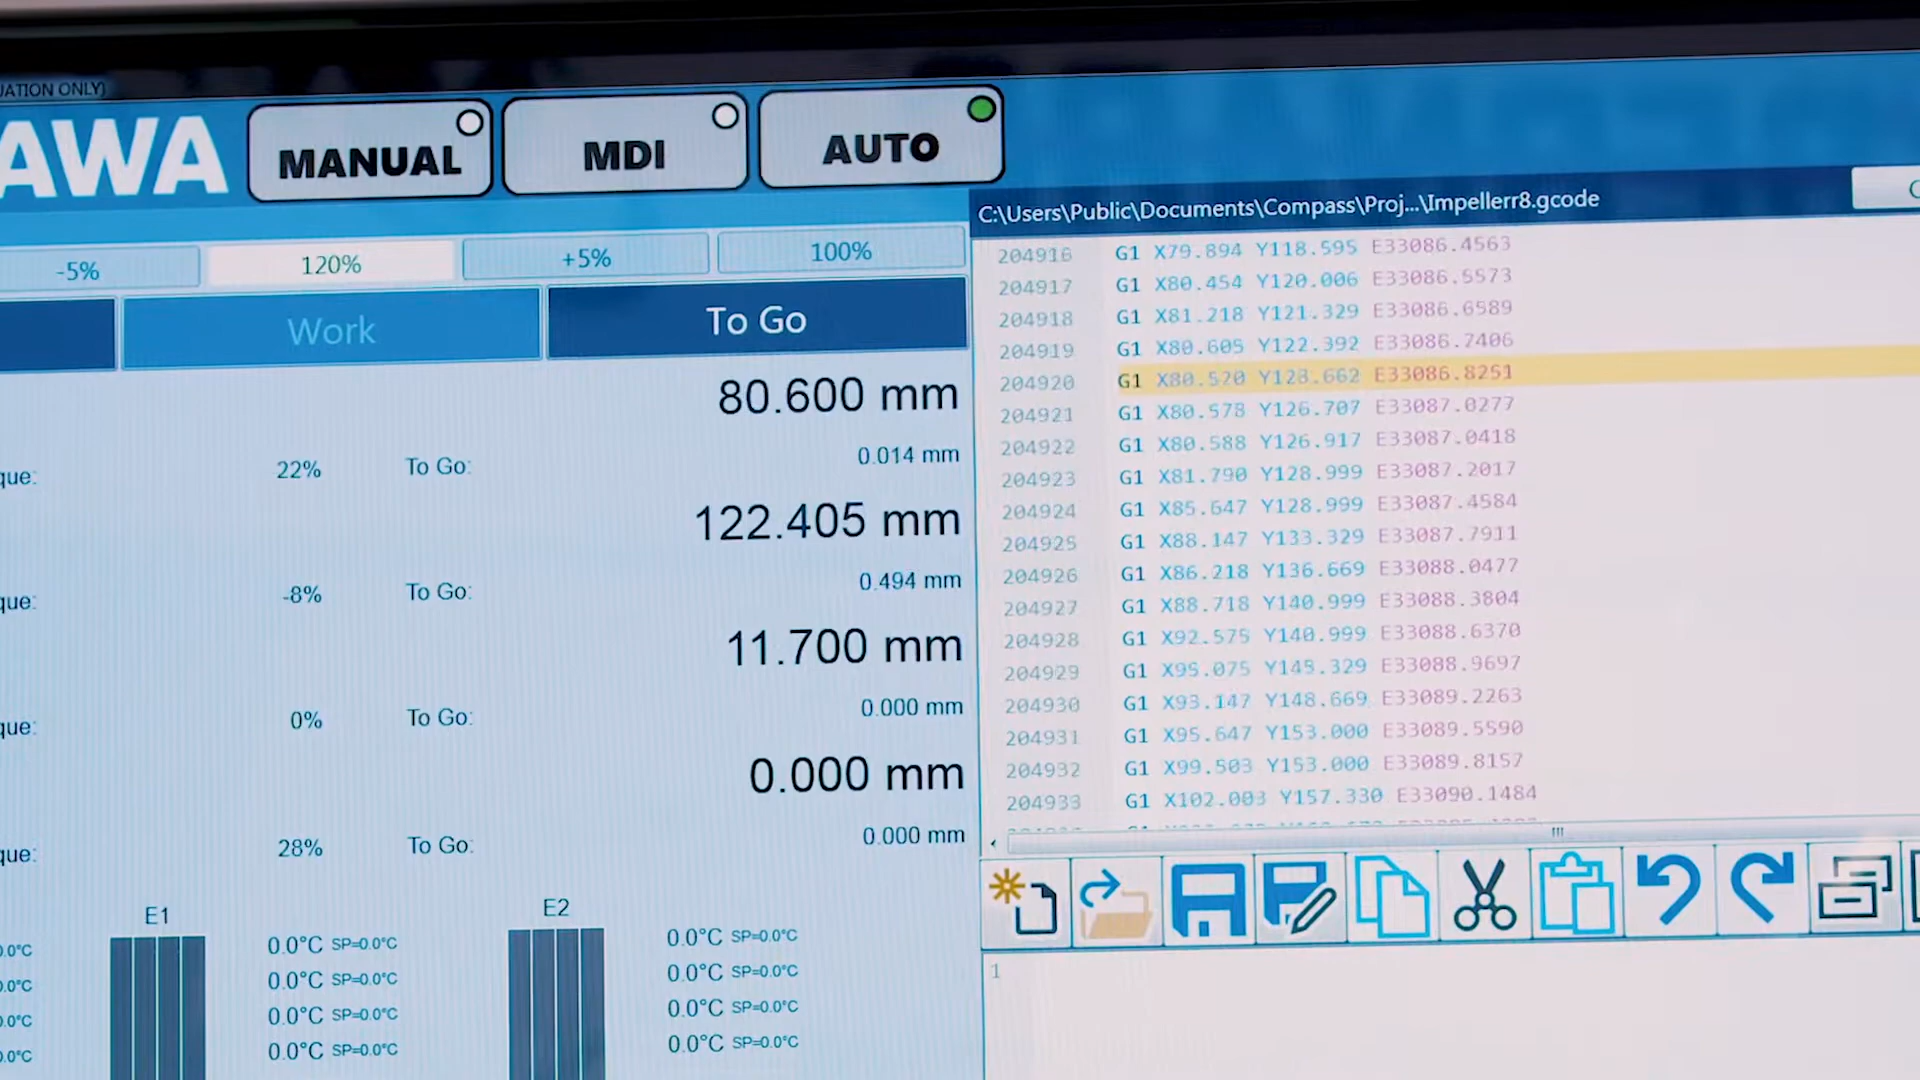 UATION ONLY)
AWA
MANUAL
MDI
AUTO
-5%
120%
+5%
100%
Work
To Go
80.600 mm
que:
22%
To Go:
0.014 mm
122.405 mm
que:
-8%
To Go:
0.494 mm
11.700 mm
que:
0%
To Go:
0.000 mm
0.000 mm
que:
28%
To Go:
0.000 mm
E1
E2
0.0°C
0.0°C SP=0.0°C
0.0°C SP=0.0°C
0.0°C
0.0°C SP=0.0°C
0.0°C SP=0.0°C
0.0°C
0.0°C SP=0.0°C
0.0°C SP=0.0°C
0.0°C
0.0°C SP=0.0°C
0.0°C SP=0.0°C
C:\Users\Public\Documents\Compass\Proj...\Impellerr8.gcode
204916 G1 X79.894 Y118.595 E33086.4563
204917 G1 X80.454 Y120.006 E33086.5573
204918 G1 X81.218 Y121.329 E33086.6589
204919 G1 X80.605 Y122.392 E33086.7406
204920 G1 X80.520 Y123.662 E33086.8251
204921 G1 X80.578 Y126.707 E33087.0277
204922 G1 X80.588 Y126.917 E33087.0418
204923 G1 X81.790 Y128.999 E33087.2017
204924 G1 X85.647 Y128.999 E33087.4584
204925 G1 X88.147 Y133.329 E33087.7911
204926 G1 X86.218 Y136.669 E33088.0477
204927 G1 X88.718 Y140.999 E33088.3804
204928 G1 X92.575 Y140.999 E33088.6370
204929 G1 X95.075 Y145.329 E33088.9697
204930 G1 X93.147 Y148.669 E33089.2263
204931 G1 X95.647 Y153.000 E33089.5590
204932 G1 X99.503 Y153.000 E33089.8157
204933 G1 X102.003 Y157.330 E33090.1484
1